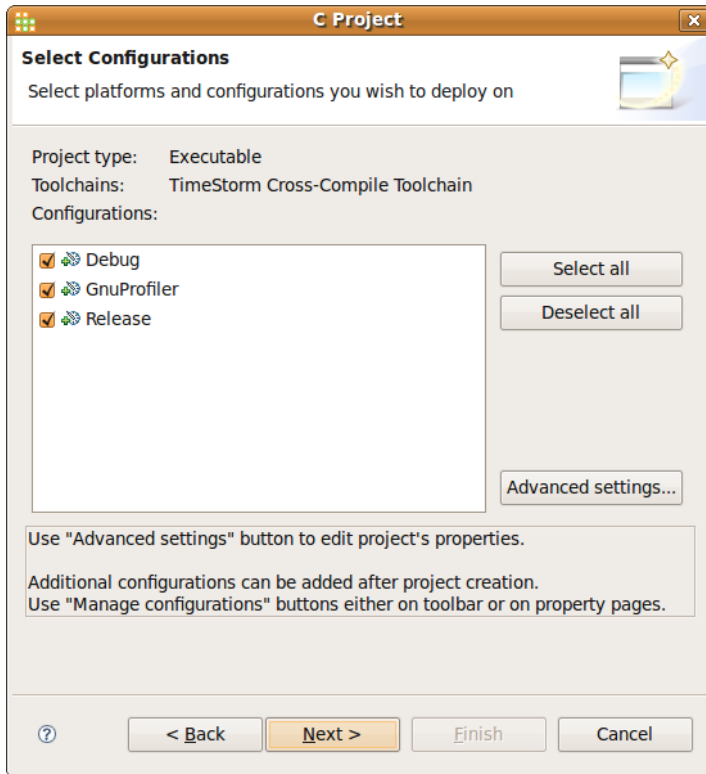 C Project
Select Configurations
Select platforms and configurations you wish to deploy on
Project type: Executable
Toolchains: TimeStorm Cross-Compile Toolchain
Configurations:
Debug
GnuProfiler
Release
Select all
Deselect all
Advanced settings...
Use "Advanced settings" button to edit project's properties.
Additional configurations can be added after project creation.
Use "Manage configurations" buttons either on toolbar or on property pages.
? < Back Next > Finish Cancel